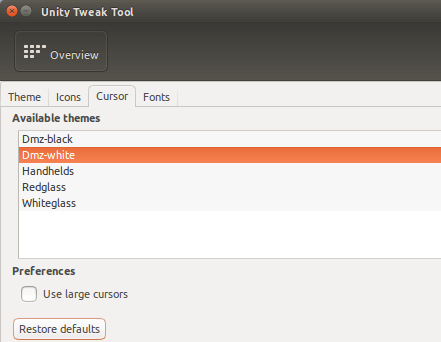 Unity Tweak Tool
Overview
Theme Icons Cursor Fonts
Available themes
Dmz-black
Dmz-white
Handhelds
Redglass
Whiteglass
Preferences
Use large cursors
Restore defaults